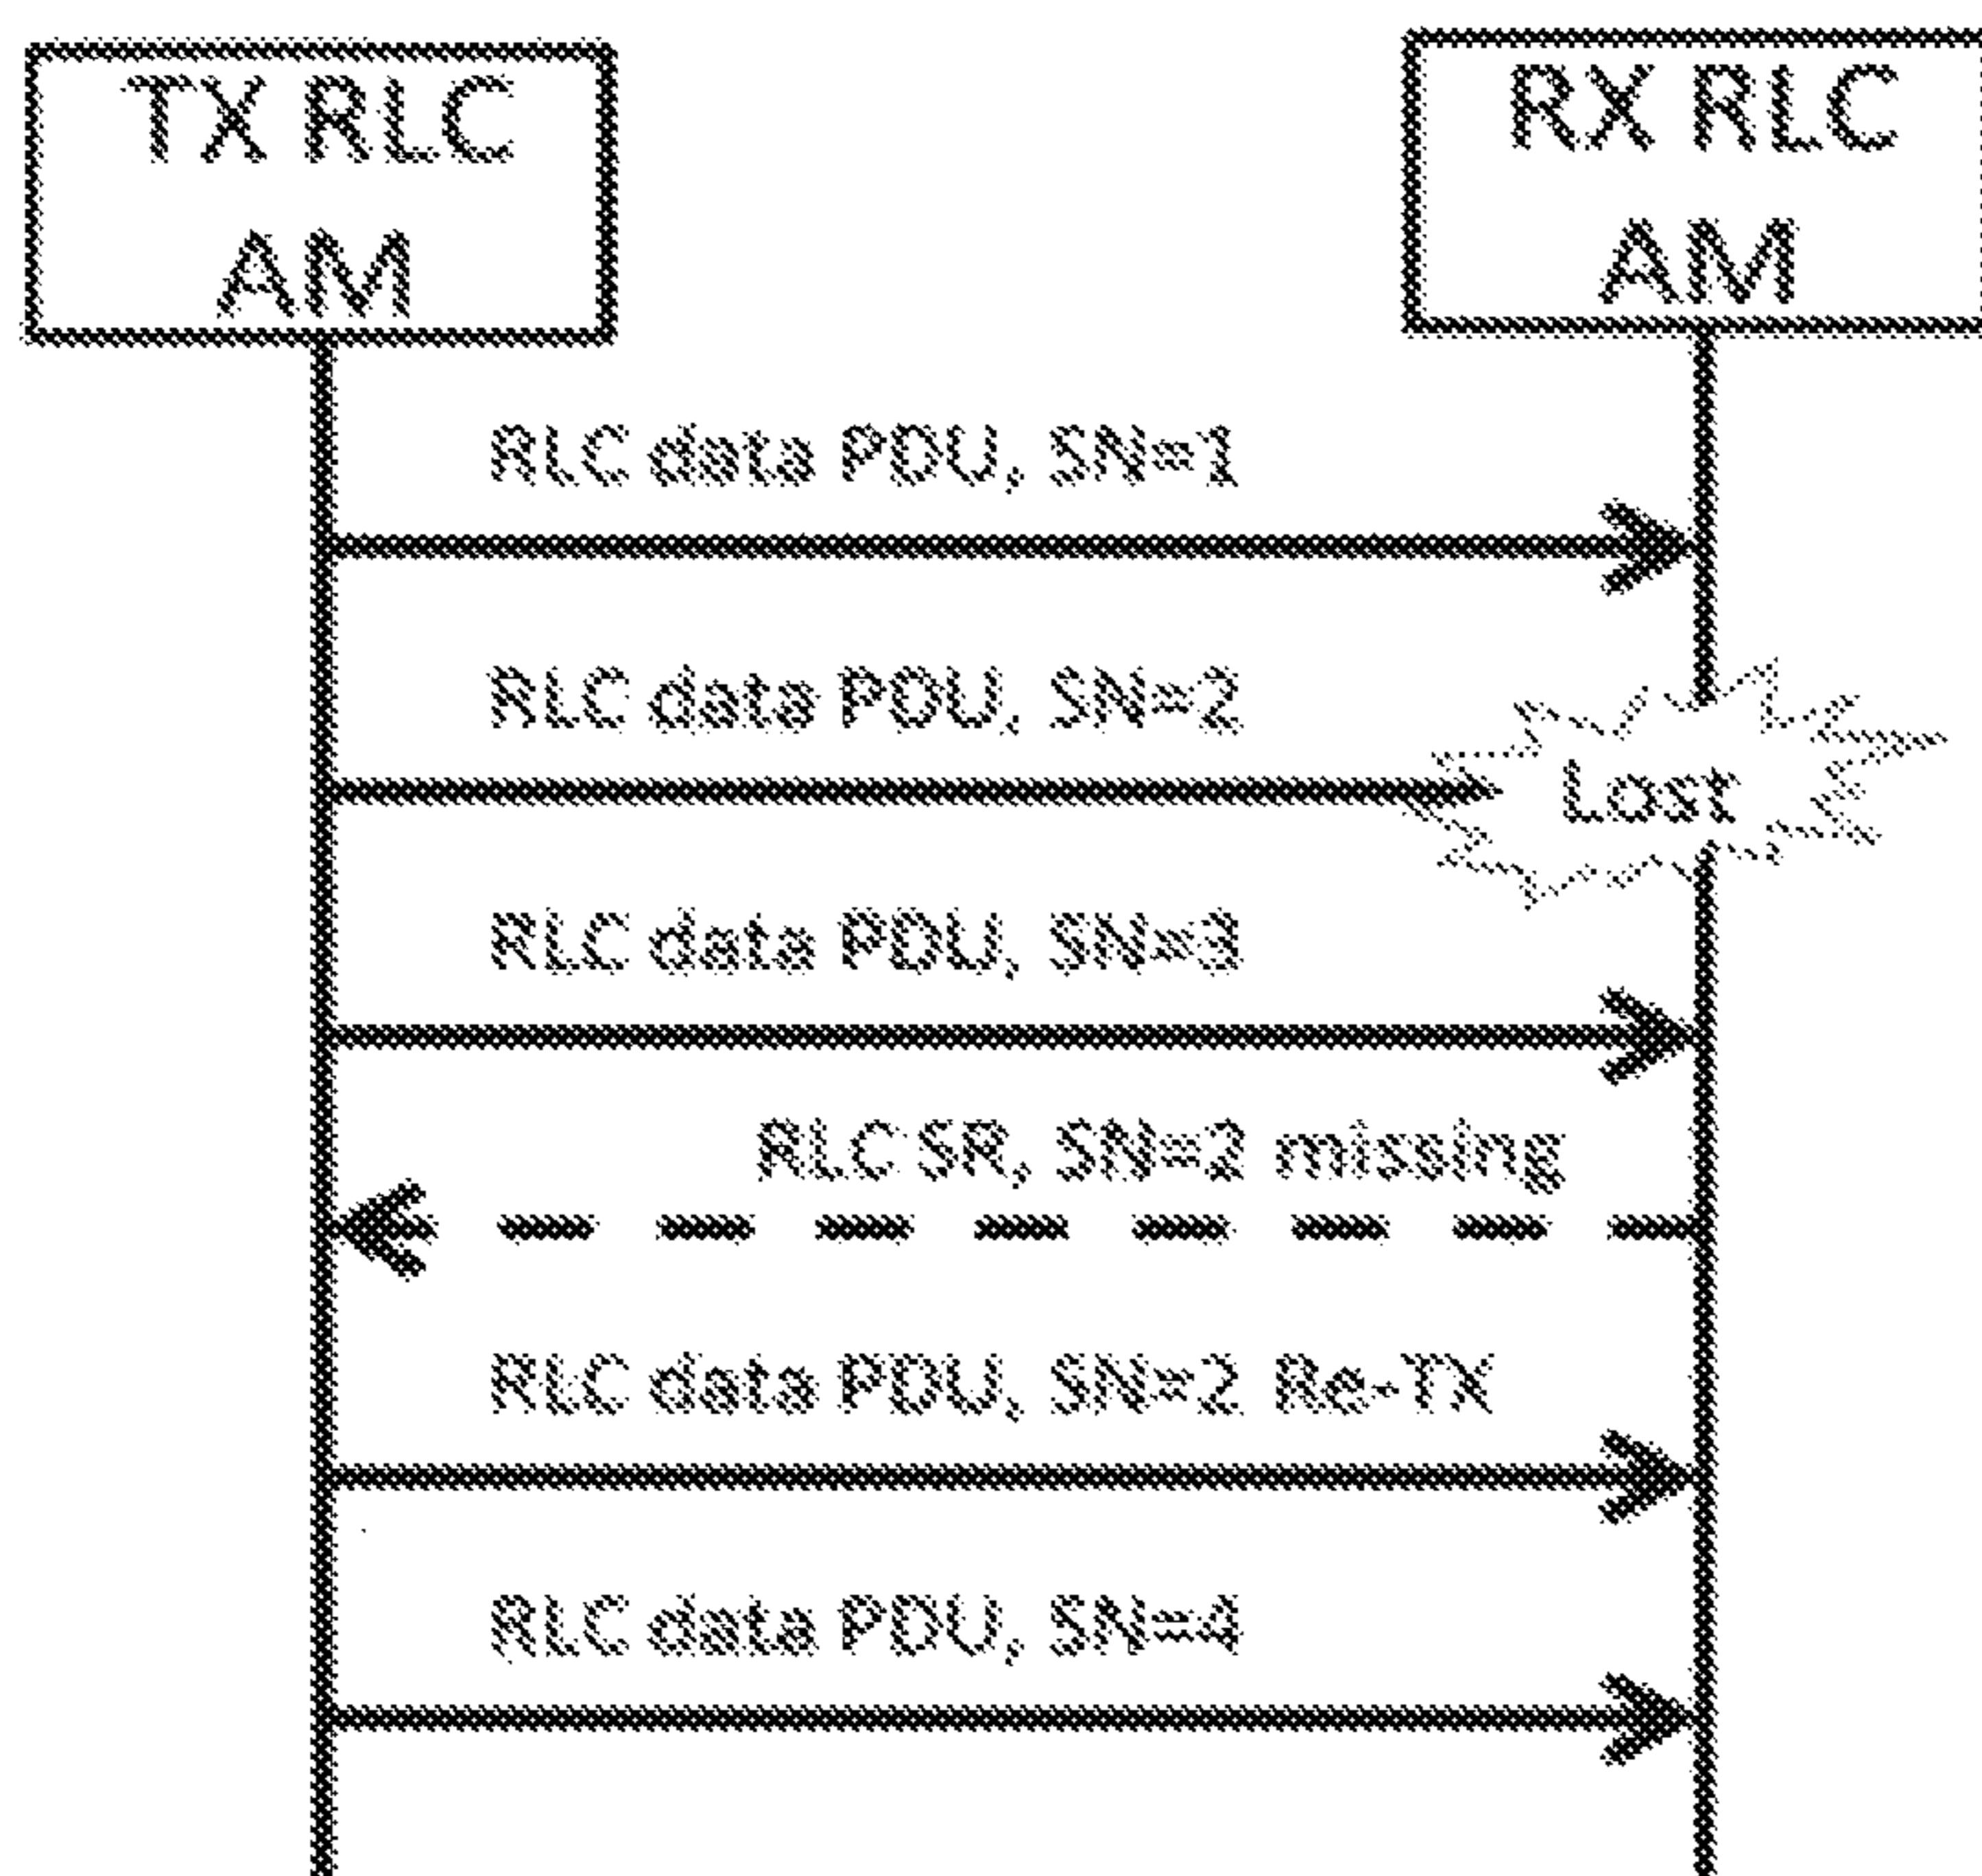 TX RLC
AM
RX RLC
AM
RLC data PDU, SN=1
RLC data PDU, SN=2
Lost
RLC data PDU, SN=3
RLC SR, SN=2 missing
RLC data PDU, SN=2 Re-TX
RLC data PDU, SN=4